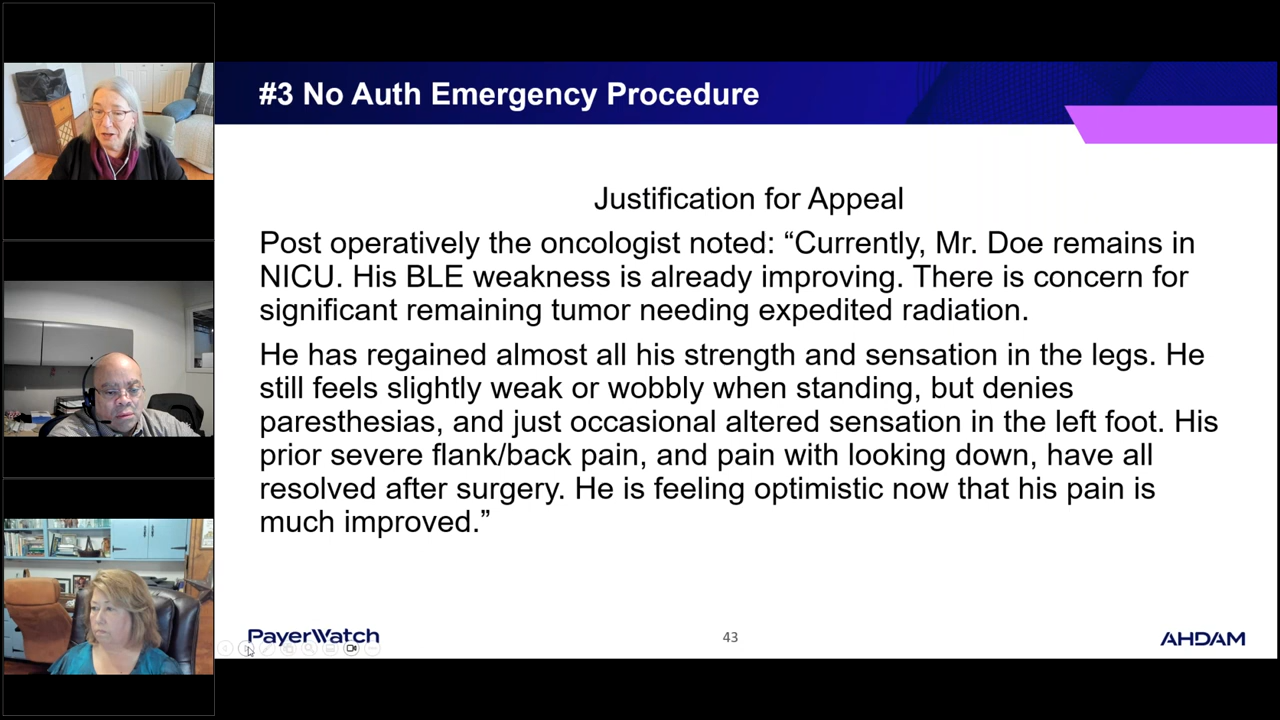 #3 No Auth Emergency Procedure
Justification for Appeal
Post operatively the oncologist noted: “Currently, Mr. Doe remains in
NICU. His BLE weakness is already improving. There is concern for
significant remaining tumor needing expedited radiation.
He has regained almost all his strength and sensation in the legs. He
still feels slightly weak or wobbly when standing, but denies
paresthesias, and just occasional altered sensation in the left foot. His
prior severe flank/back pain, and pain with looking down, have all
resolved after surgery. He is feeling optimistic now that his pain is
much improved.”
PayerWatch
43
AHDAM